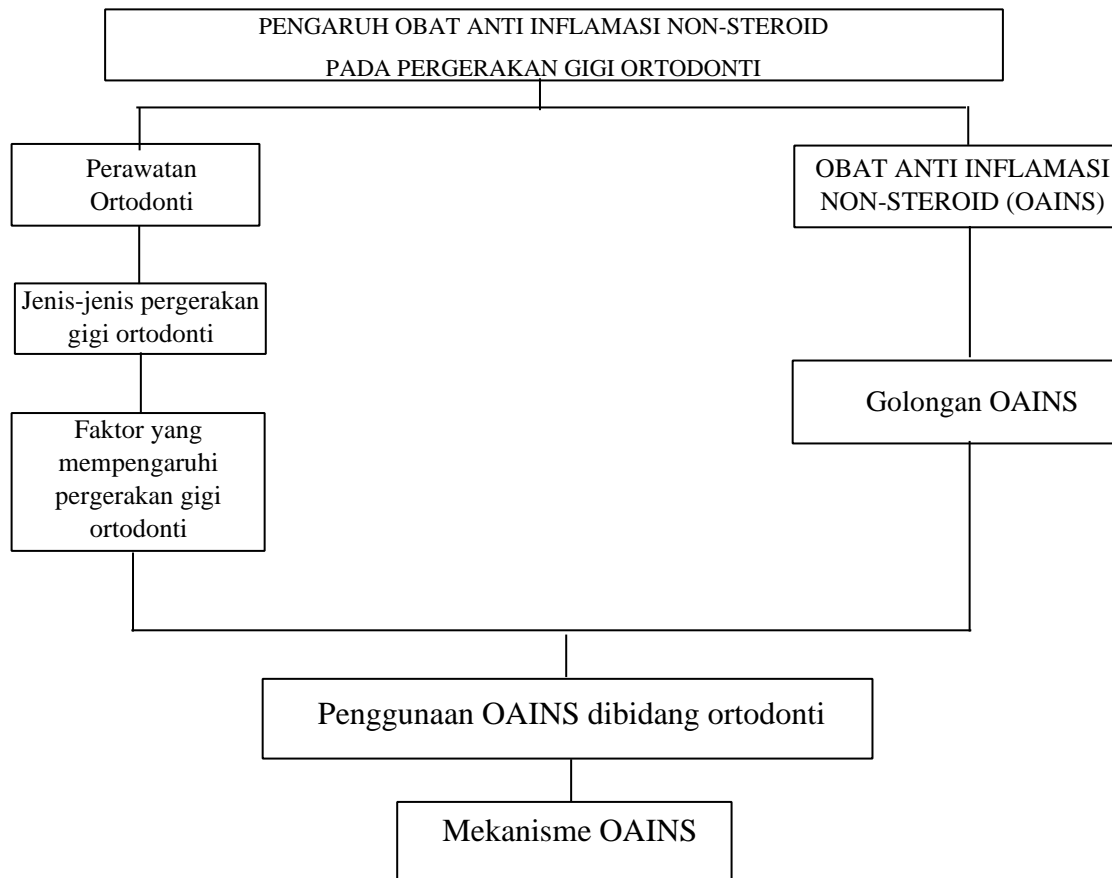 PENGARUH OBAT ANTI INFLAMASI NON-STEROID
PADA PERGERAKAN GIGI ORTODONTI
Perawatan
Ortodonti
OBAT ANTI INFLAMASI
NON-STEROID (OAINS)
Jenis-jenis pergerakan
gigi ortodonti
Golongan OAINS
Faktor yang
mempengaruhi
pergerakan gigi
ortodonti
Penggunaan OAINS dibidang ortodonti
Mekanisme OAINS